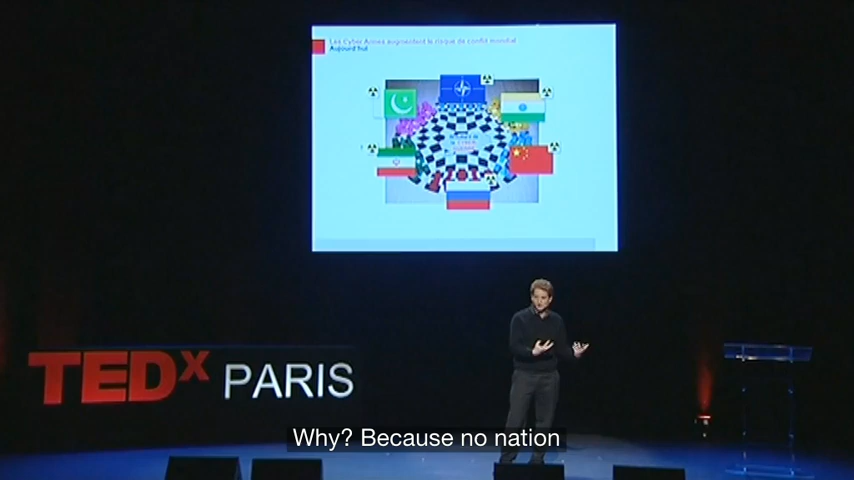 Les Cyber Armes augmentent le risque de conflit mondial
Aujourd'hui
TEDx PARIS
Why? Because no nation